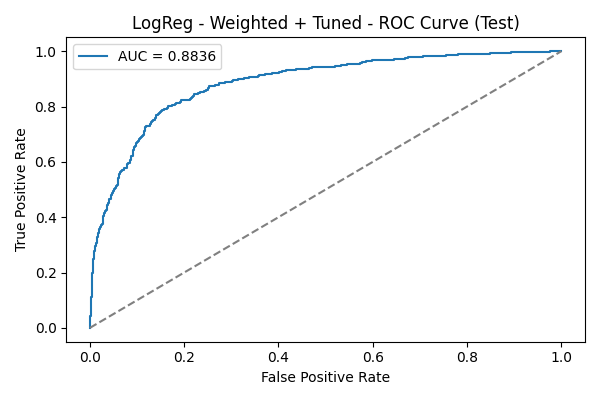 LogReg - Weighted + Tuned - ROC Curve (Test)
AUC = 0.8836
True Positive Rate
1.0
0.8
0.6
0.4
0.2
0.0
0.0 0.2 0.4 0.6 0.8 1.0
False Positive Rate